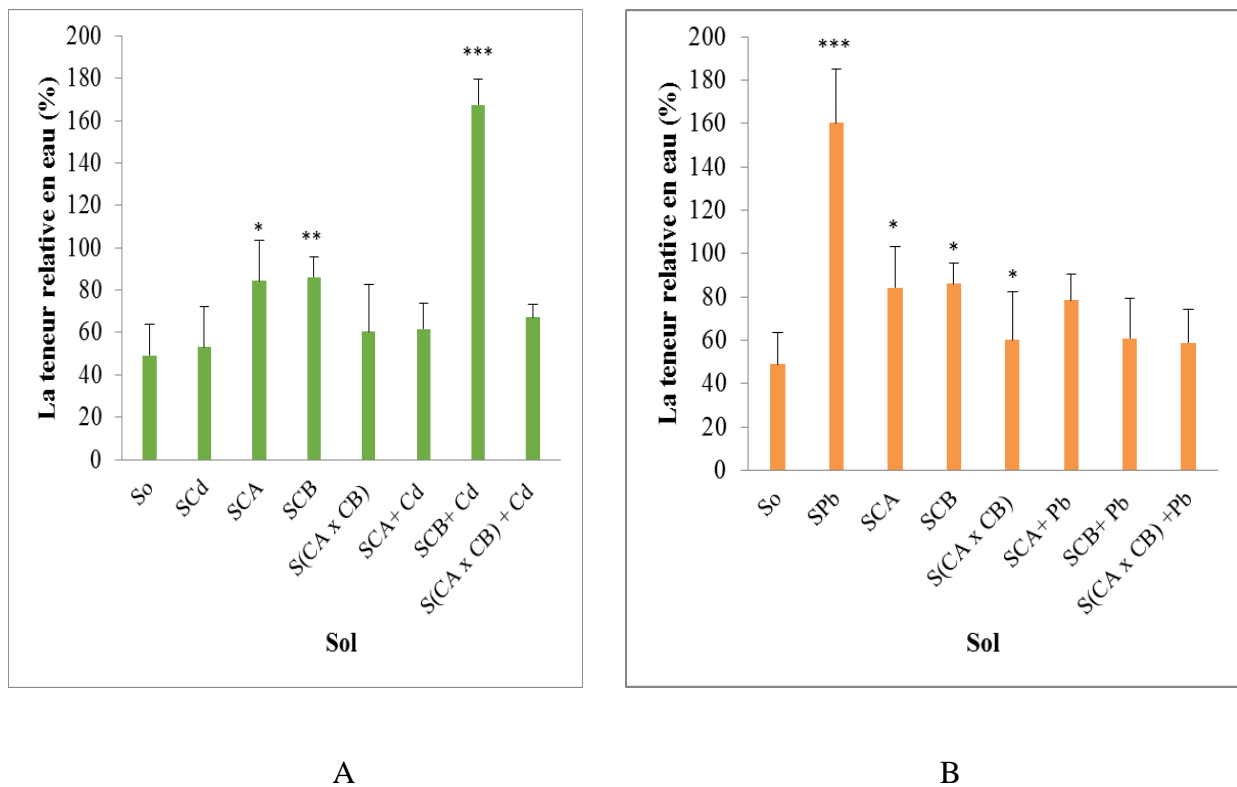 La teneur relative en eau (%)
200
180
160
140
120
100
80
60
40
20
0
*
**
***
So
SCd
SCA
SCB
S(CA x CB)
SCA+ Cd
SCB+ Cd
S(CA x CB) + Cd
Sol
A
La teneur relative en eau (%)
200
180
160
140
120
100
80
60
40
20
0
***
*
*
*
So
SPb
SCA
SCB
S(CA x CB)
SCA+ Pb
SCB+ Pb
S(CA x CB) +Pb
Sol
B